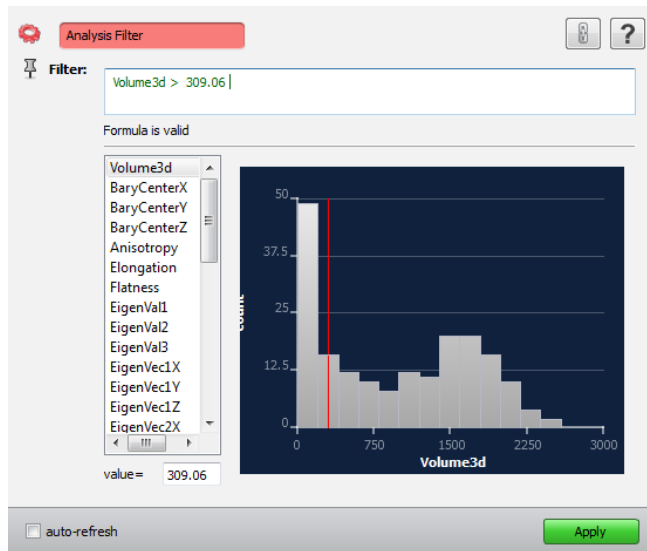 Analysis Filter
?
Filter:
Volume3d > 309.06
Formula is valid
Volume3d
BaryCenterX
BaryCenterY
BaryCenterZ
Anisotropy
Elongation
Flatness
EigenVal1
EigenVal2
EigenVal3
EigenVec1X
EigenVec1Y
EigenVec1Z
EigenVec2X
value= 309.06
50
37.5
25
12.5
0
count
0 750 1500 2250 3000
Volume3d
auto-refresh
Apply